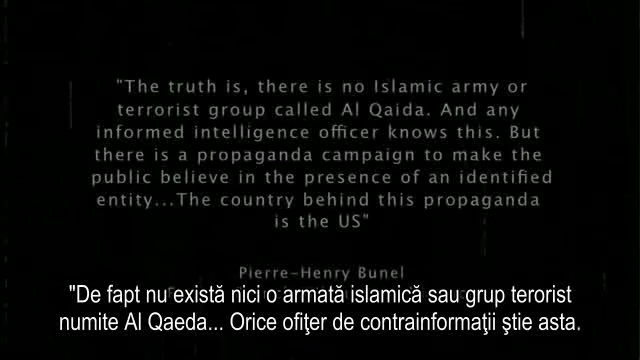 "The truth is, there is no Islamic army or
terrorist group called Al Qaida. And any
informed intelligence officer knows this. But
there is a propaganda campaign to make the
public believe in the presence of an identified
entity...The country behind this propaganda
is the US"
Pierre-Henry Bunel
"De fapt nu există nici o armată islamică sau grup terorist
numite Al Qaeda... Orice ofiţer de contrainformaţii ştie asta.